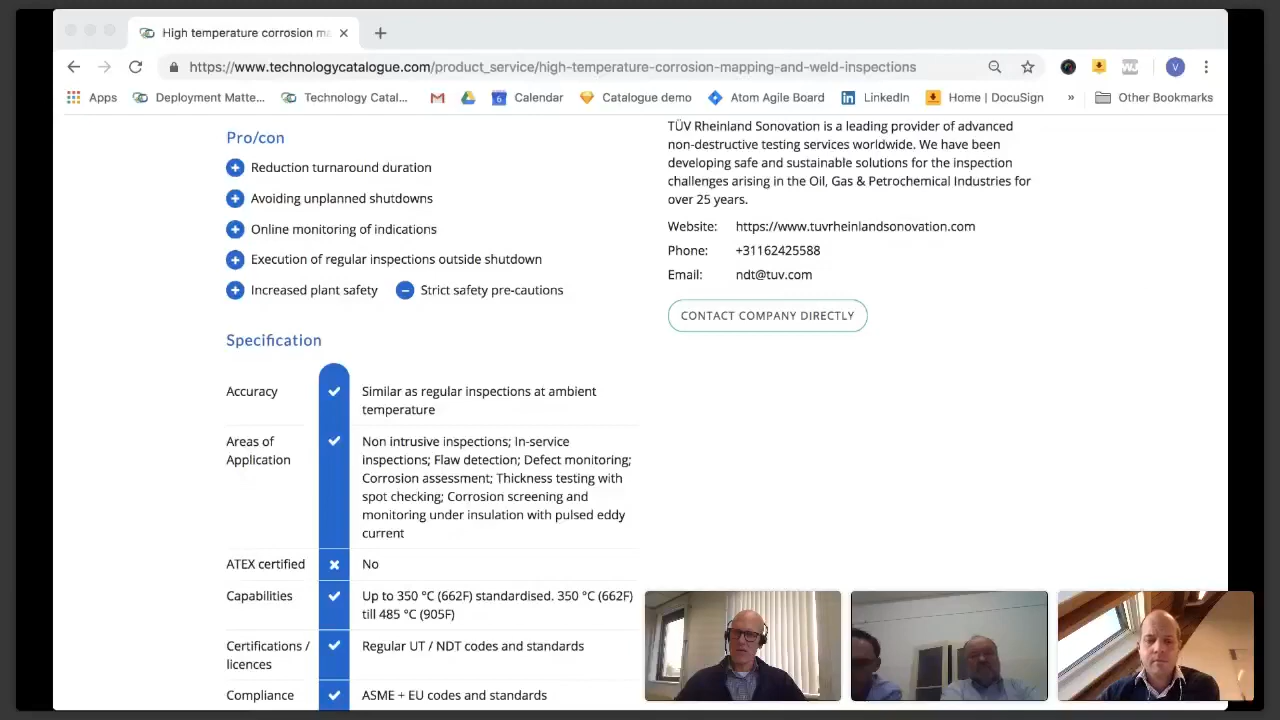 High temperature corrosion ma
https://www.technologycatalogue.com/product_service/high-temperature-corrosion-mapping-and-weld-inspections
V
Apps
Deployment Matte...
Technology Catal...
6
Calendar
Catalogue demo
Atom Agile Board
LinkedIn
Home | DocuSign
»
Other Bookmarks
Pro/con
Reduction turnaround duration
Avoiding unplanned shutdowns
Online monitoring of indications
Execution of regular inspections outside shutdown
Increased plant safety
Strict safety pre-cautions
Specification
Accuracy
Similar as regular inspections at ambient
temperature
Areas of
Application
Non intrusive inspections; In-service
inspections; Flaw detection; Defect monitoring;
Corrosion assessment; Thickness testing with
spot checking; Corrosion screening and
monitoring under insulation with pulsed eddy
current
ATEX certified
No
Capabilities
Up to 350 °C (662F) standardised. 350 °C (662F)
till 485 °C (905F)
Certifications /
licences
Regular UT / NDT codes and standards
Compliance
ASME + EU codes and standards
TÜV Rheinland Sonovation is a leading provider of advanced
non-destructive testing services worldwide. We have been
developing safe and sustainable solutions for the inspection
challenges arising in the Oil, Gas & Petrochemical Industries for
over 25 years.
Website: https://www.tuvrheinlandsonovation.com
Phone: +31162425588
Email: ndt@tuv.com
CONTACT COMPANY DIRECTLY